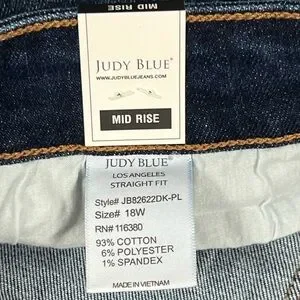 MID RISE
JUDY BLUE®
WWW.JUDYBLUEJEANS.COM
MID RISE
JUDY BLUE®
LOS ANGELES
STRAIGHT FIT
Style# JB82622DK-PL
Size# 18W
RN# 116380
93% COTTON
6% POLYESTER
1% SPANDEX
MADE IN VIETNAM